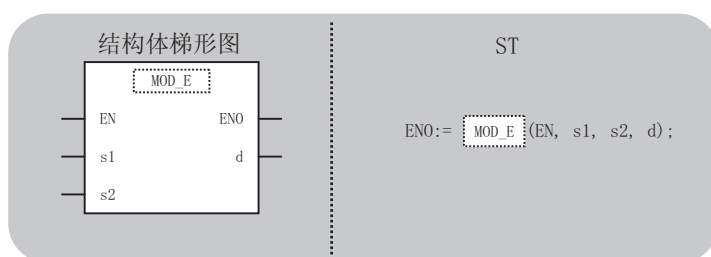 结构体梯形图
MOD_E
EN ENO
s1 d
s2
ST
ENO:= MOD_E (EN, s1, s2, d);